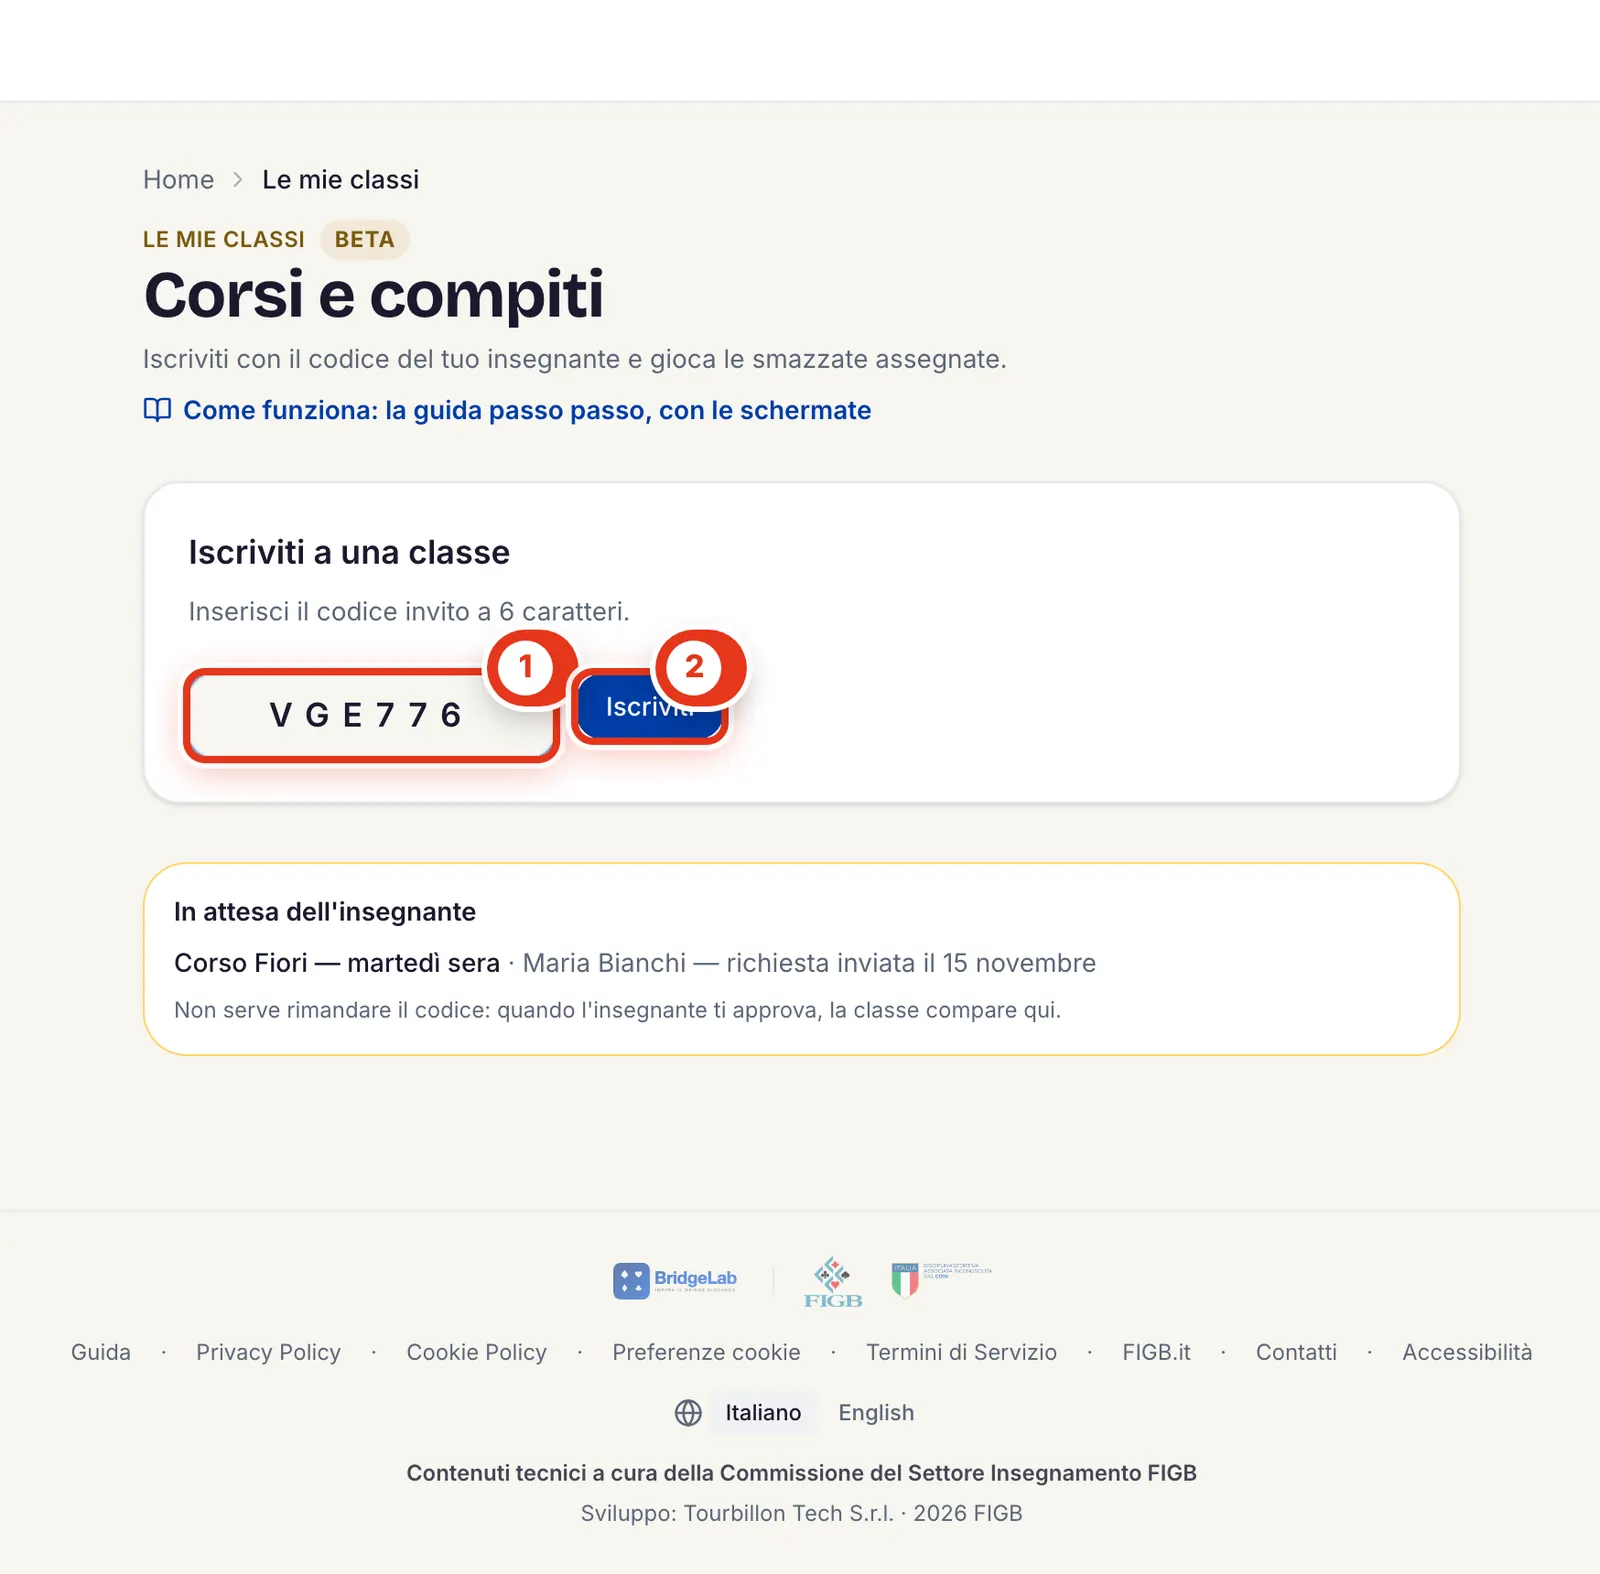 Home > Le mie classi
LE MIE CLASSI BETA
Corsi e compiti
Iscriviti con il codice del tuo insegnante e gioca le smazzate assegnate.
Come funziona: la guida passo passo, con le schermate
Iscriviti a una classe
Inserisci il codice invito a 6 caratteri.
1 2
VGE776 Iscriviti
In attesa dell'insegnante
Corso Fiori — martedì sera · Maria Bianchi — richiesta inviata il 15 novembre
Non serve rimandare il codice: quando l'insegnante ti approva, la classe compare qui.
BridgeLab FIGB ITALIA
Guida · Privacy Policy · Cookie Policy · Preferenze cookie · Termini di Servizio · FIGB.it · Contatti · Accessibilità
Italiano English
Contenuti tecnici a cura della Commissione del Settore Insegnamento FIGB
Sviluppo: Tourbillon Tech S.r.l. · 2026 FIGB